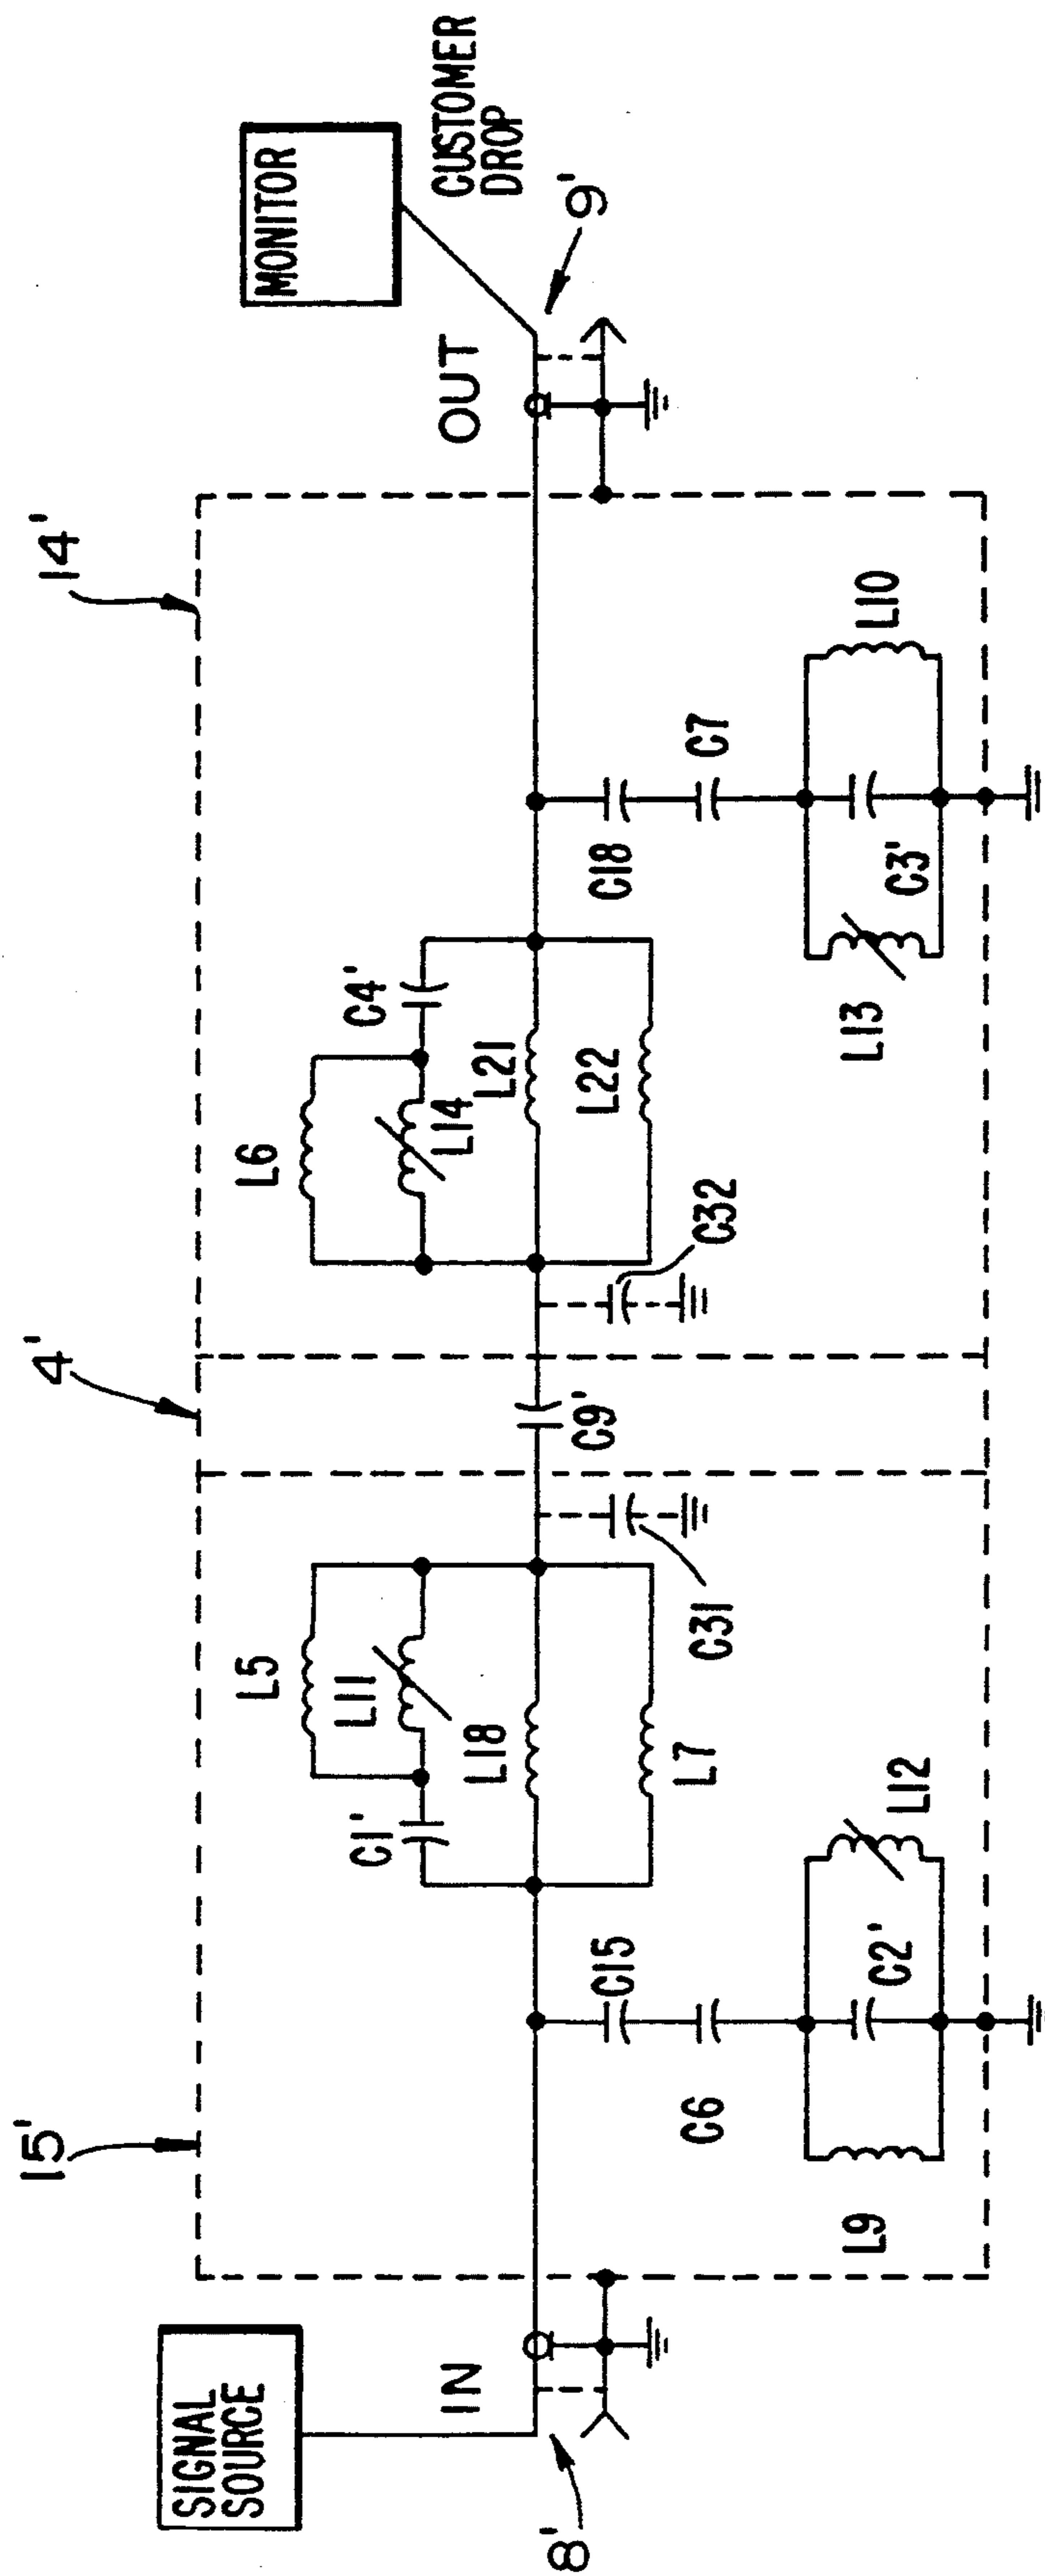 15'
4'
14'
SIGNAL
SOURCE
MONITOR
CUSTOMER
DROP
IN
OUT
8'
9'
L5
L11
C1'
L18
L7
C31
C9'
C32
L6
L14
C4'
L21
L22
C15
C6
L9
C2'
L12
C18
C7
L13
C3'
L10